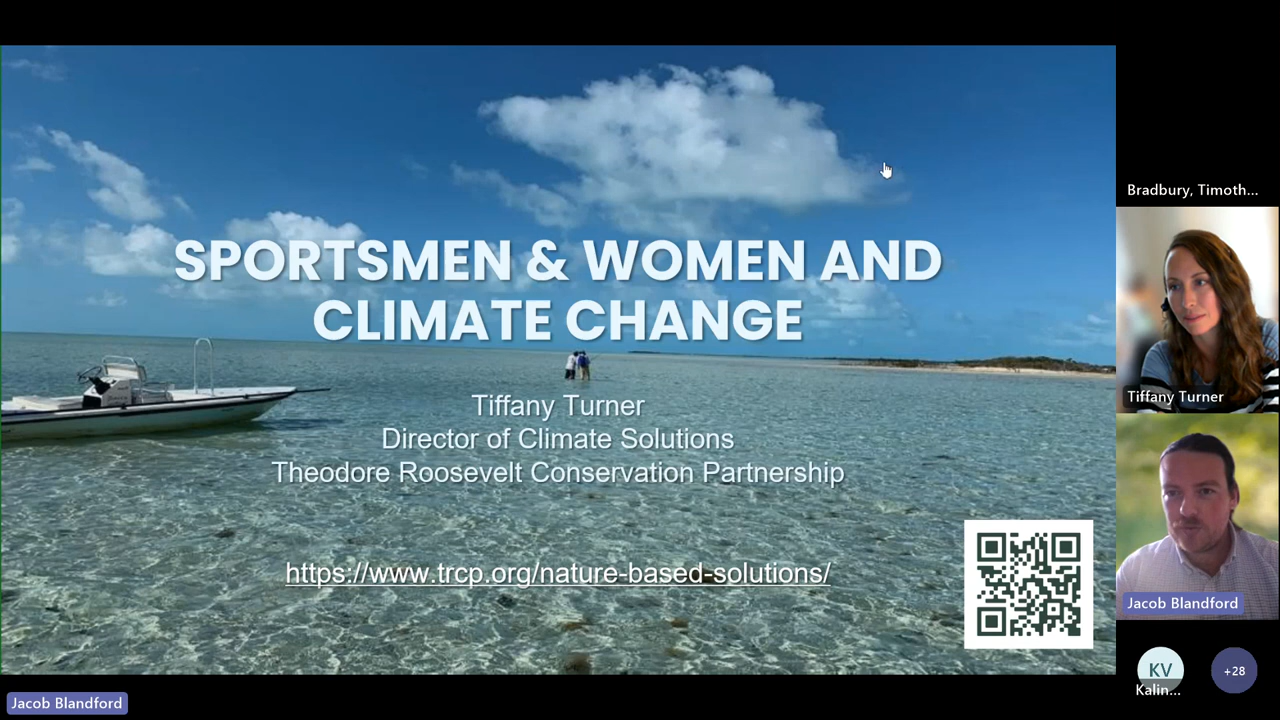 SPORTSMEN & WOMEN AND
CLIMATE CHANGE
Tiffany Turner
Director of Climate Solutions
Theodore Roosevelt Conservation Partnership
https://www.trcp.org/nature-based-solutions/
Bradbury, Timoth...
Tiffany Turner
Jacob Blandford
KV
Kalin...
+28
Jacob Blandford